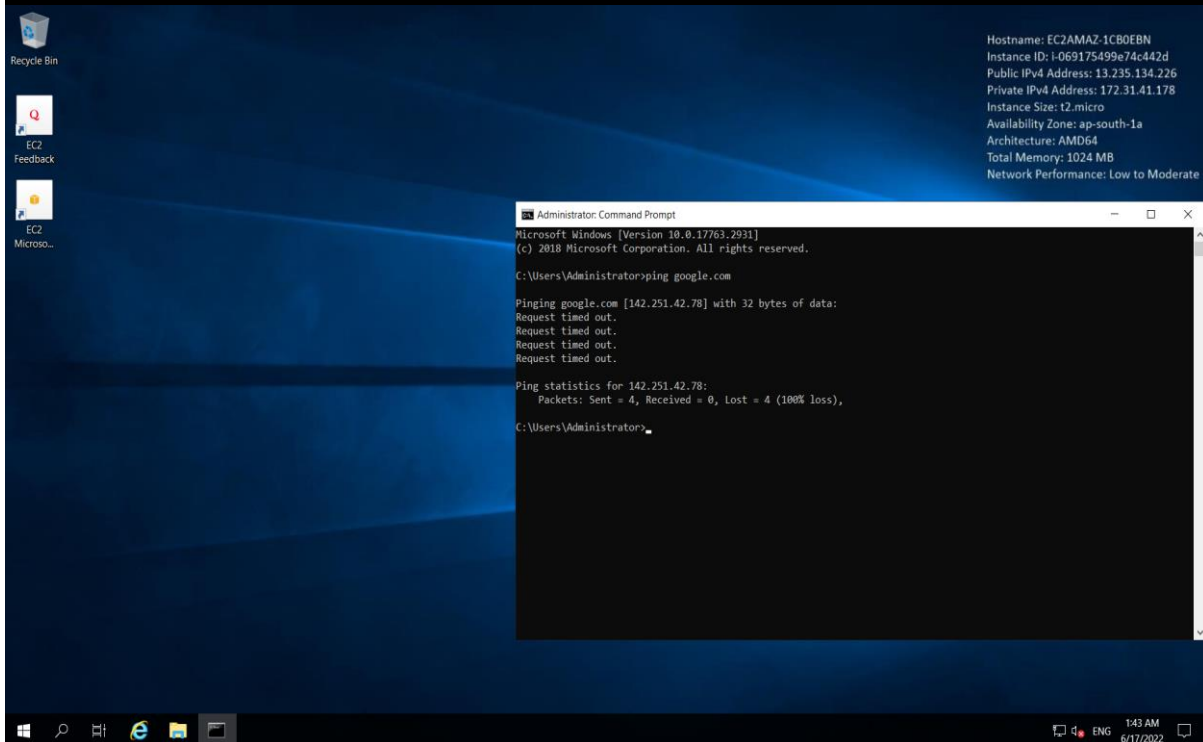 Recycle Bin
Q
EC2
Feedback
EC2
Microso...
Hostname: EC2AMAZ-1CB0EBN
Instance ID: i-069175499e74c442d
Public IPv4 Address: 13.235.134.226
Private IPv4 Address: 172.31.41.178
Instance Size: t2.micro
Availability Zone: ap-south-1a
Architecture: AMD64
Total Memory: 1024 MB
Network Performance: Low to Moderate
Administrator: Command Prompt
Microsoft Windows [Version 10.0.17763.2931]
(c) 2018 Microsoft Corporation. All rights reserved.
C:\Users\Administrator>ping google.com
Pinging google.com [142.251.42.78] with 32 bytes of data:
Request timed out.
Request timed out.
Request timed out.
Request timed out.
Ping statistics for 142.251.42.78:
Packets: Sent = 4, Received = 0, Lost = 4 (100% loss),
C:\Users\Administrator>
ENG
1:43 AM
6/17/2022